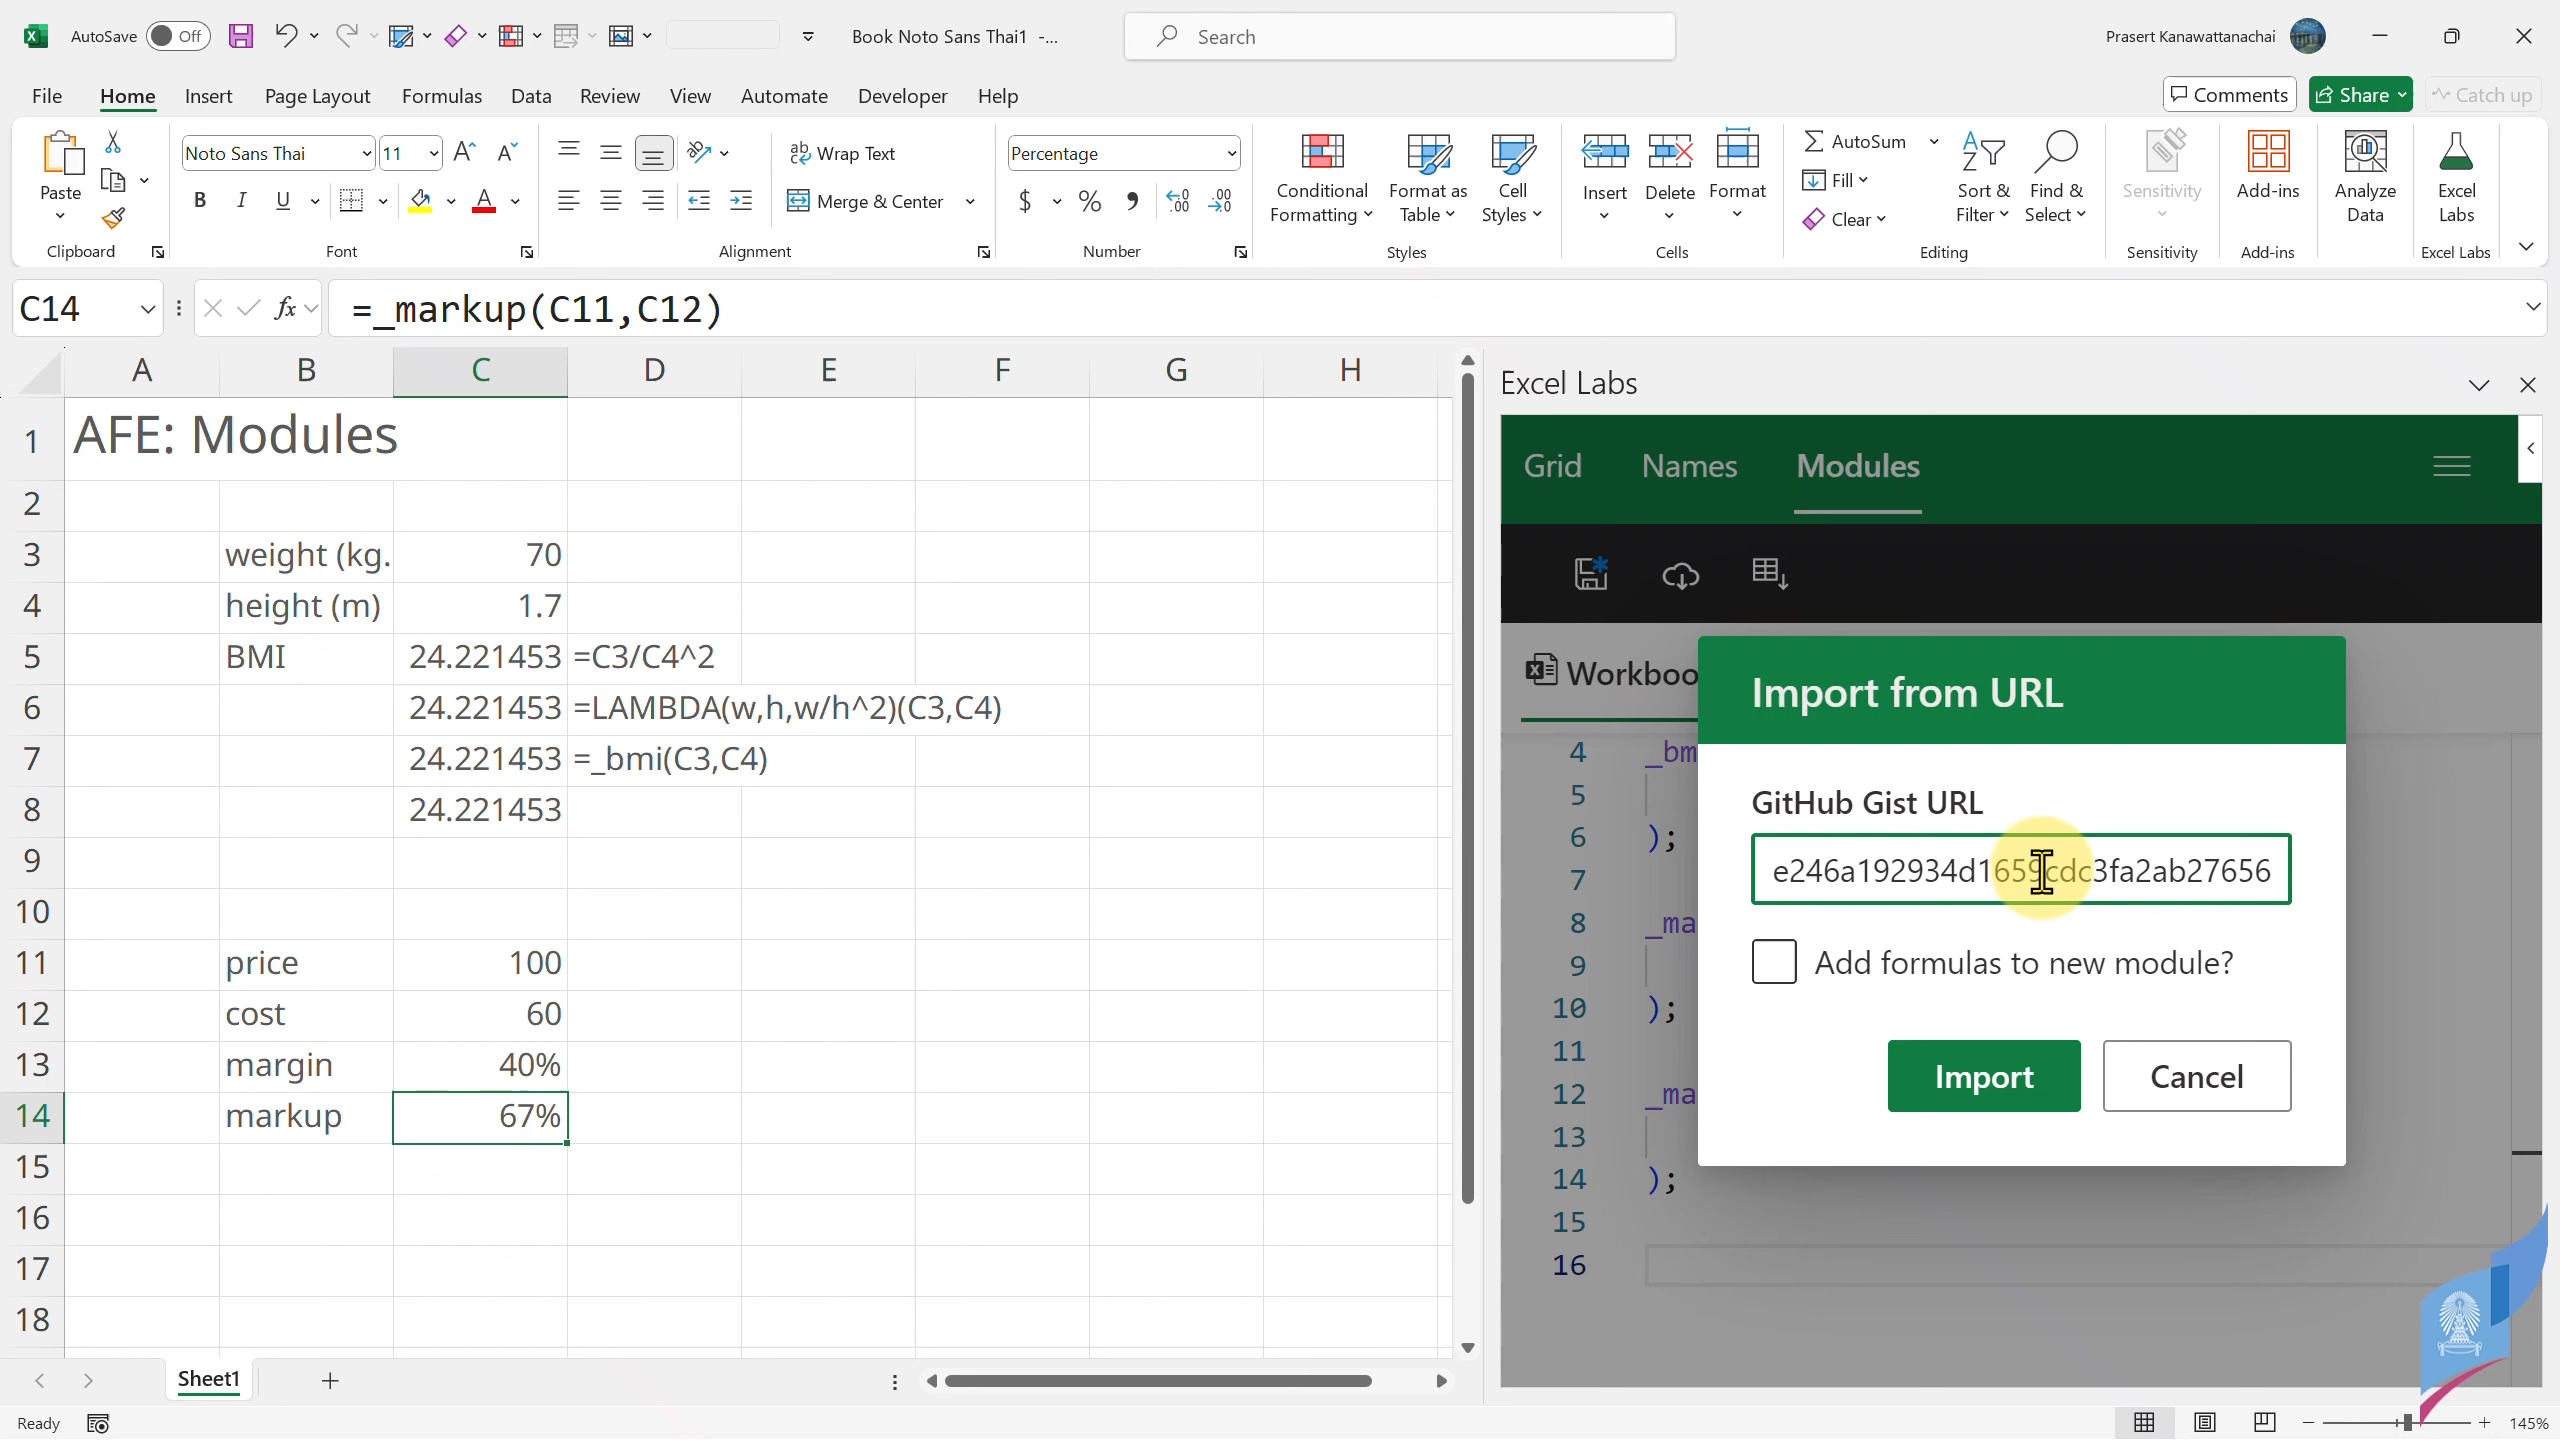 AutoSave Off Book Noto Sans Thai1 -... Search Prasert Kanawattanachai
File Home Insert Page Layout Formulas Data Review View Automate Developer Help Comments Share Catch up
Paste
Clipboard
Noto Sans Thai 11
B I U
Font
Wrap Text
Merge & Center
Alignment
Percentage
$ % ,
Number
Conditional Formatting
Format as Table
Cell Styles
Styles
Insert
Delete
Format
Cells
AutoSum
Fill
Clear
Sort & Filter
Find & Select
Editing
Sensitivity
Sensitivity
Add-ins
Add-ins
Analyze Data
Excel Labs
Excel Labs
C14 fx =_markup(C11,C12)
A B C D E F G H
1 AFE: Modules
2
3 weight (kg. 70
4 height (m) 1.7
5 BMI 24.221453 =C3/C4^2
6 24.221453 =LAMBDA(w,h,w/h^2)(C3,C4)
7 24.221453 =_bmi(C3,C4)
8 24.221453
9
10
11 price 100
12 cost 60
13 margin 40%
14 markup 67%
15
16
17
18
Excel Labs
Grid Names Modules
Workboo
4 _bm
5
6 );
7
8 _ma
9
10 );
11
12 _ma
13
14 );
15
16
Import from URL
GitHub Gist URL
e246a192934d1659cdc3fa2ab27656
Add formulas to new module?
Import Cancel
Sheet1
Ready 145%